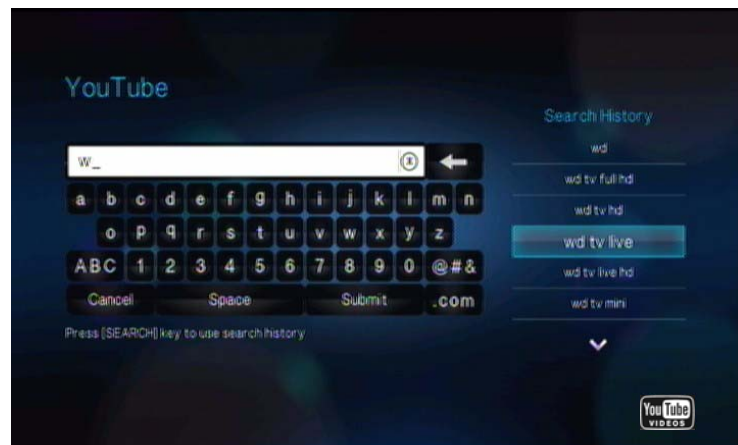 YouTube
Search History
w_
wd
wd tv full hd
wd tv hd
wd tv live
wd tv live hd
wd tv mini
a b c d e f g h i j k l m n
o p q r s t u v w x y z
ABC 1 2 3 4 5 6 7 8 9 0 @#&
Cancel Space Submit .com
Press [SEARCH] key to use search history
You Tube
VIDEOS